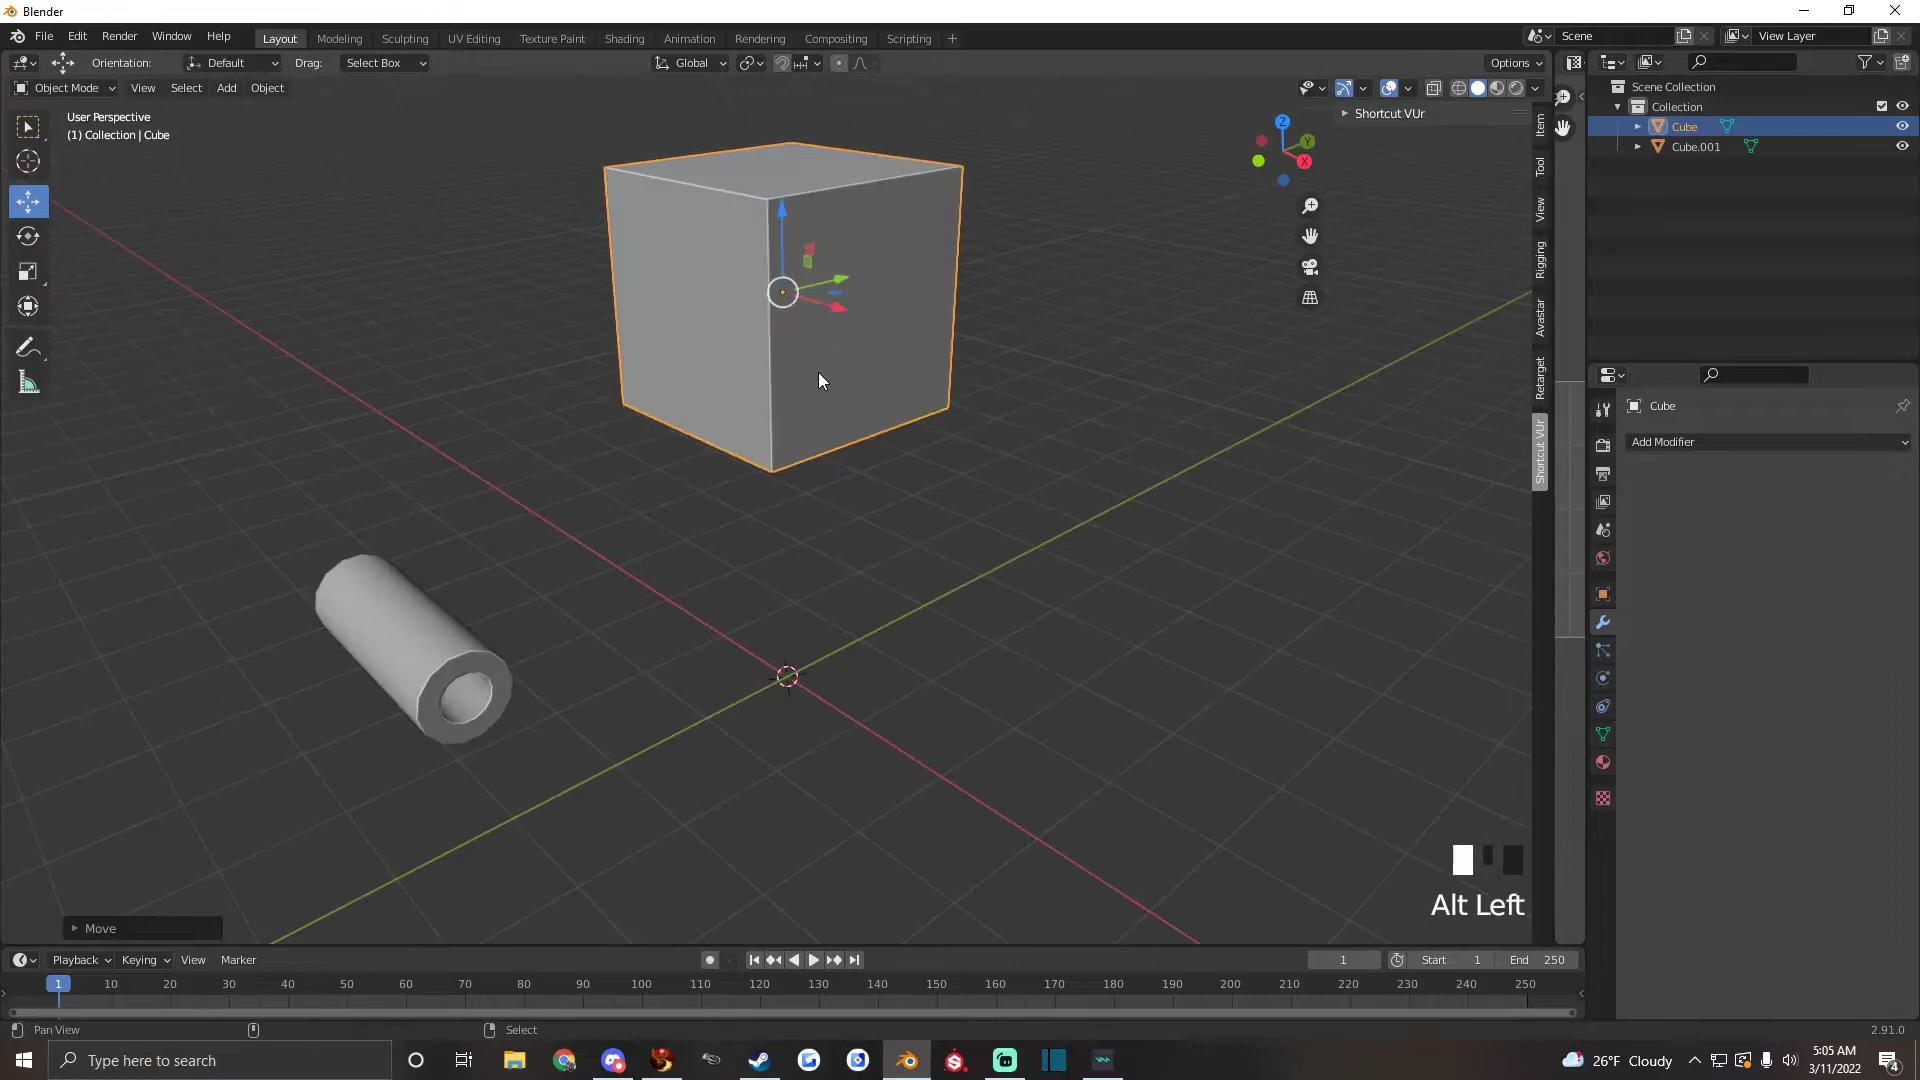 Blender
File Edit Render Window Help
Layout Modeling Sculpting UV Editing Texture Paint Shading Animation Rendering Compositing Scripting
Scene View Layer
Orientation: Default Drag: Select Box Global Options
Object Mode View Select Add Object
User Perspective
(1) Collection | Cube
Shortcut VUr
Z
Y
X
Item
Tool
View
Rigging
Avastar
Retarget
Shortcut VUr
Scene Collection
Collection
Cube
Cube.001
Cube
Add Modifier
Alt Left
Move
Playback Keying View Marker
1 Start 1 End 250
1 10 20 30 40 50 60 70 80 90 100 110 120 130 140 150 160 170 180 190 200 210 220 230 240 250
Pan View Select 2.91.0
Type here to search
26°F Cloudy
5:05 AM
3/11/2022
4